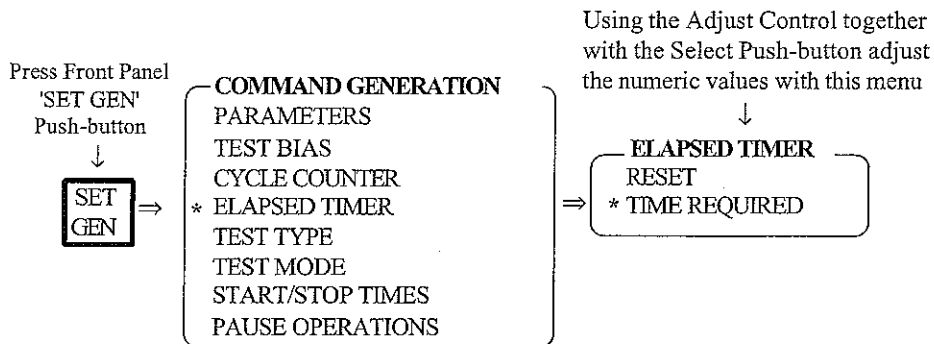 Press Front Panel
'SET GEN'
Push-button
↓
SET
GEN
⇒
COMMAND GENERATION
PARAMETERS
TEST BIAS
CYCLE COUNTER
* ELAPSED TIMER
TEST TYPE
TEST MODE
START/STOP TIMES
PAUSE OPERATIONS
⇒
Using the Adjust Control together
with the Select Push-button adjust
the numeric values with this menu
↓
ELAPSED TIMER
RESET
* TIME REQUIRED